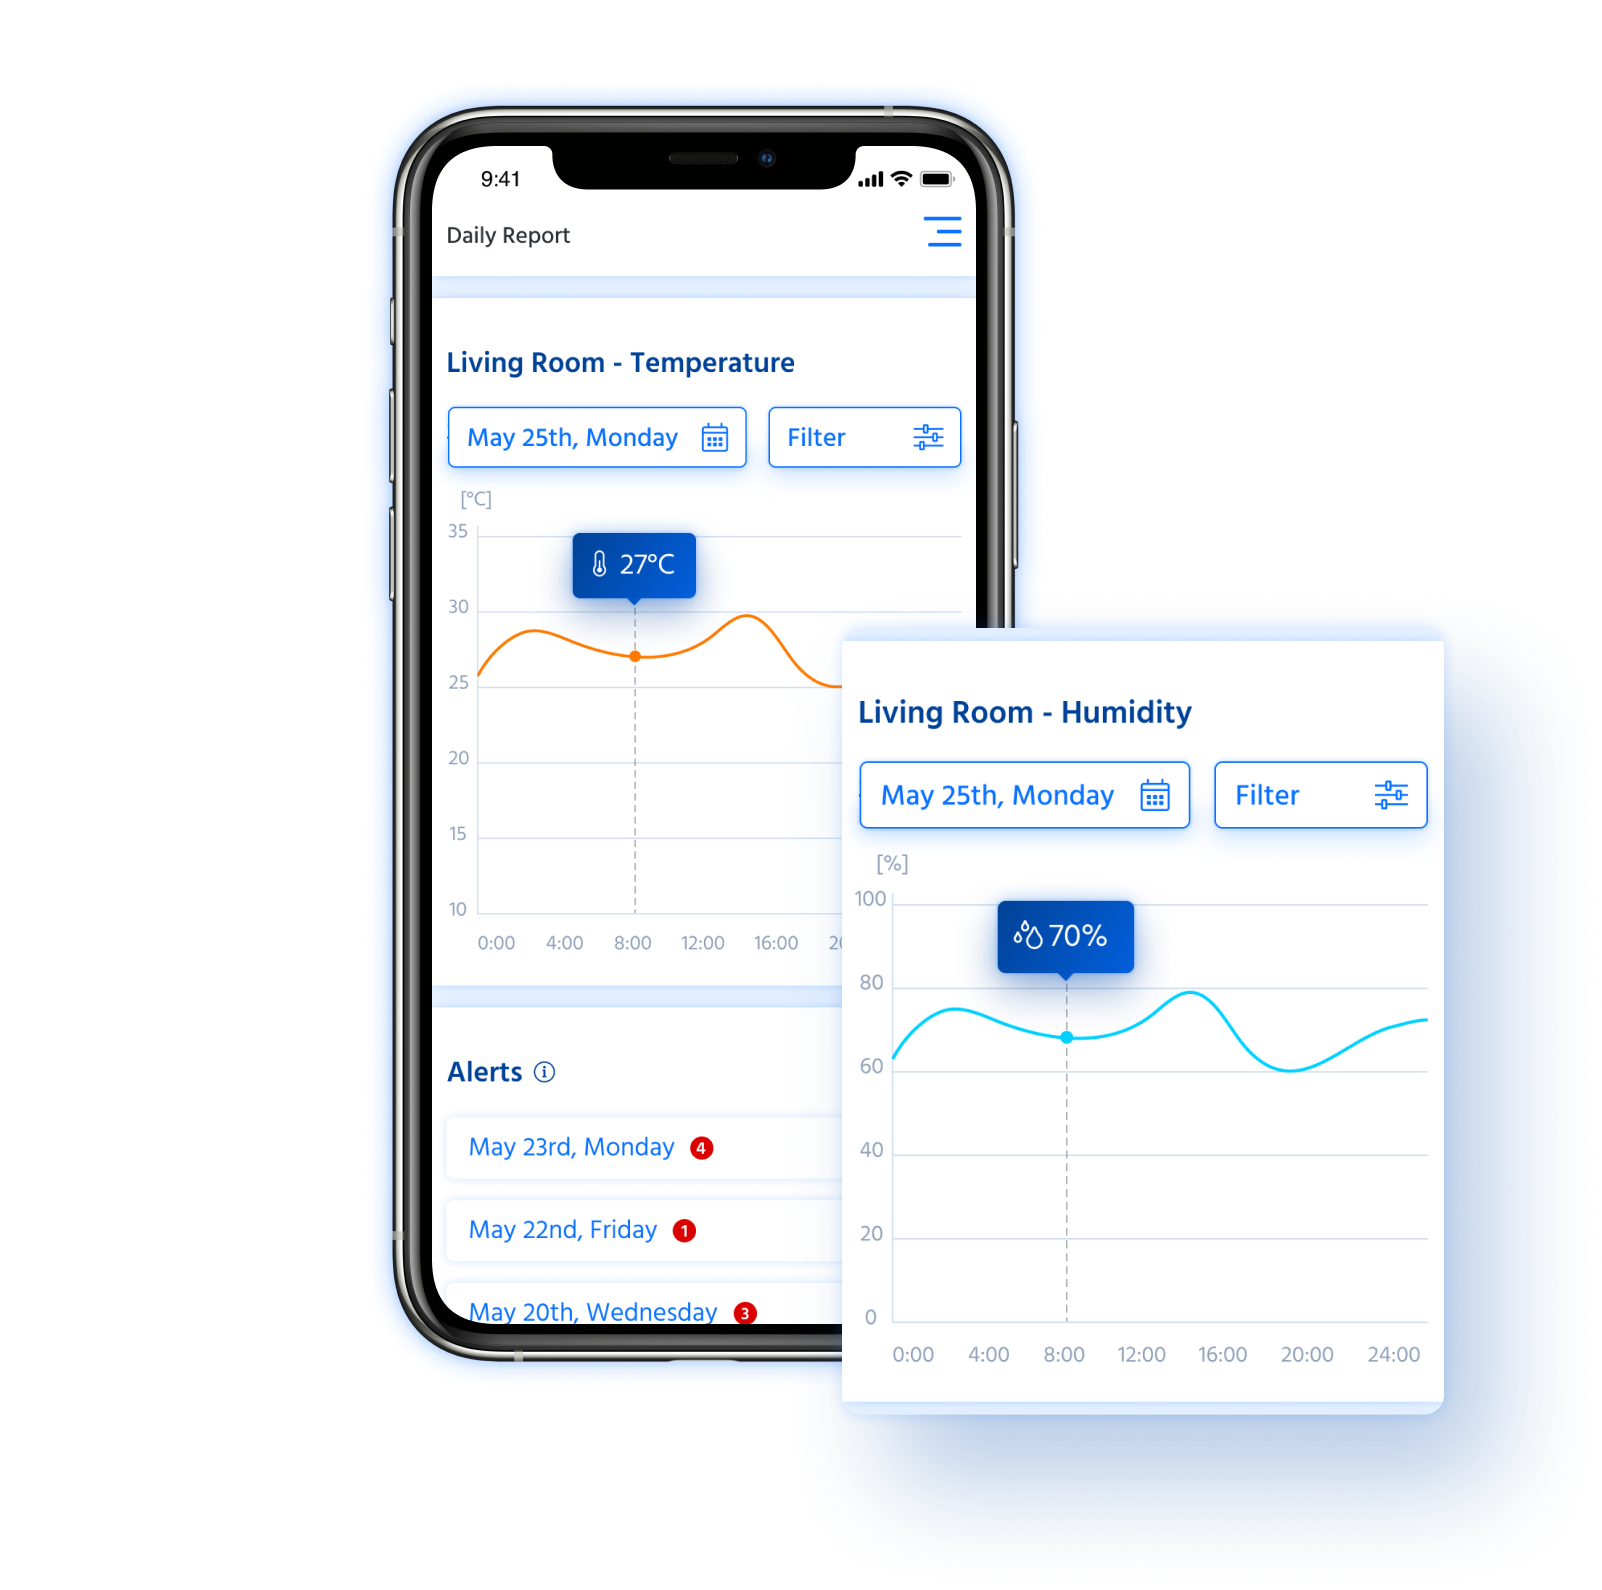 9:41
Daily Report
Living Room - Temperature
May 25th, Monday
Filter
[°C]
35
27°C
30
25
20
15
10
0:00 4:00 8:00 12:00 16:00
Alerts
May 23rd, Monday 4
May 22nd, Friday 1
May 20th, Wednesday 3
Living Room - Humidity
May 25th, Monday
Filter
[%]
100
70%
80
60
40
20
0
0:00 4:00 8:00 12:00 16:00 20:00 24:00